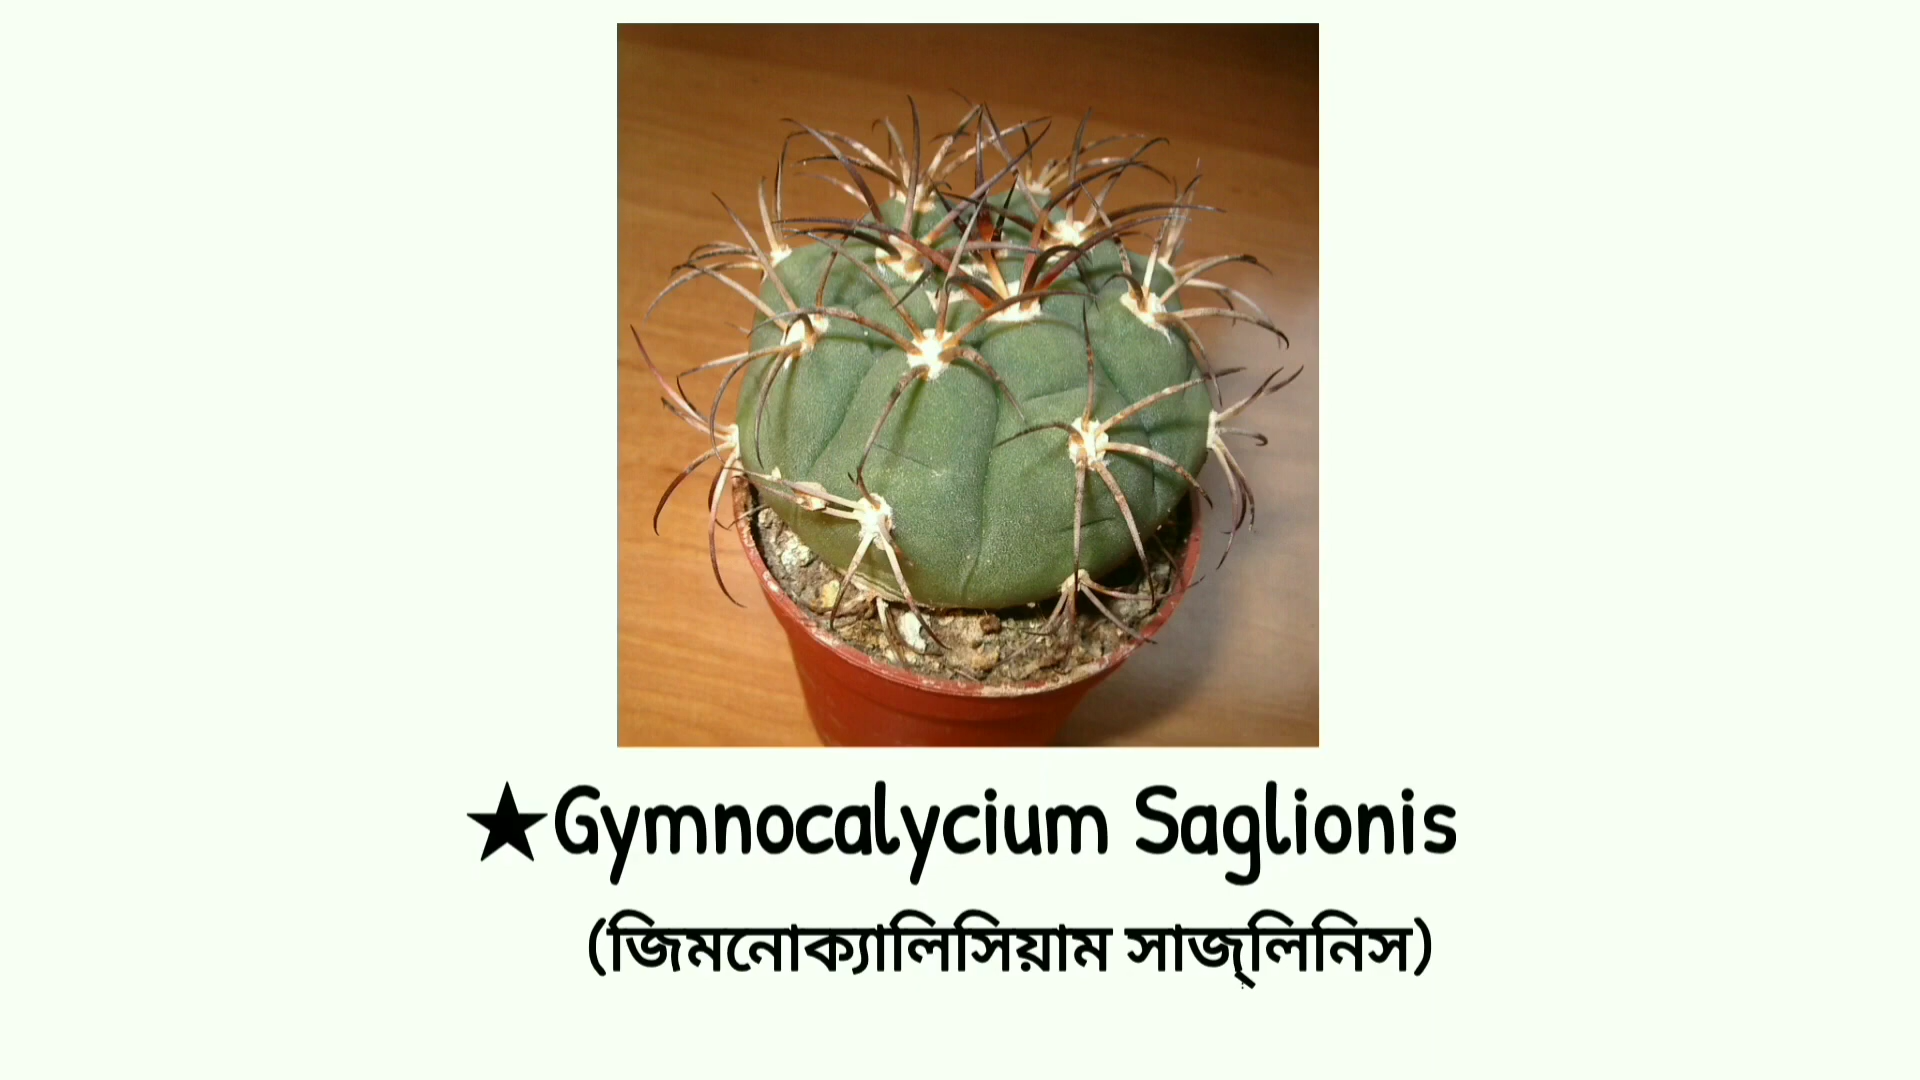 ★Gymnocalycium Saglionis
(জিমনোক্যালিসিয়াম সাজ্‌লিনিস)